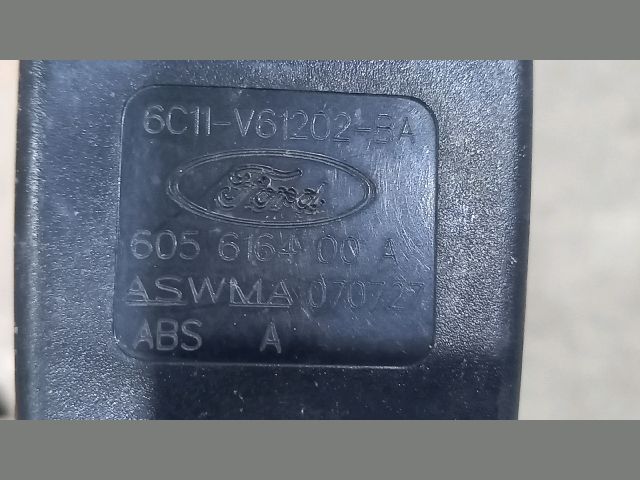 6C11-V61202-BA
Ford
605 6164 00 A
ASWMA 070727
ABS A